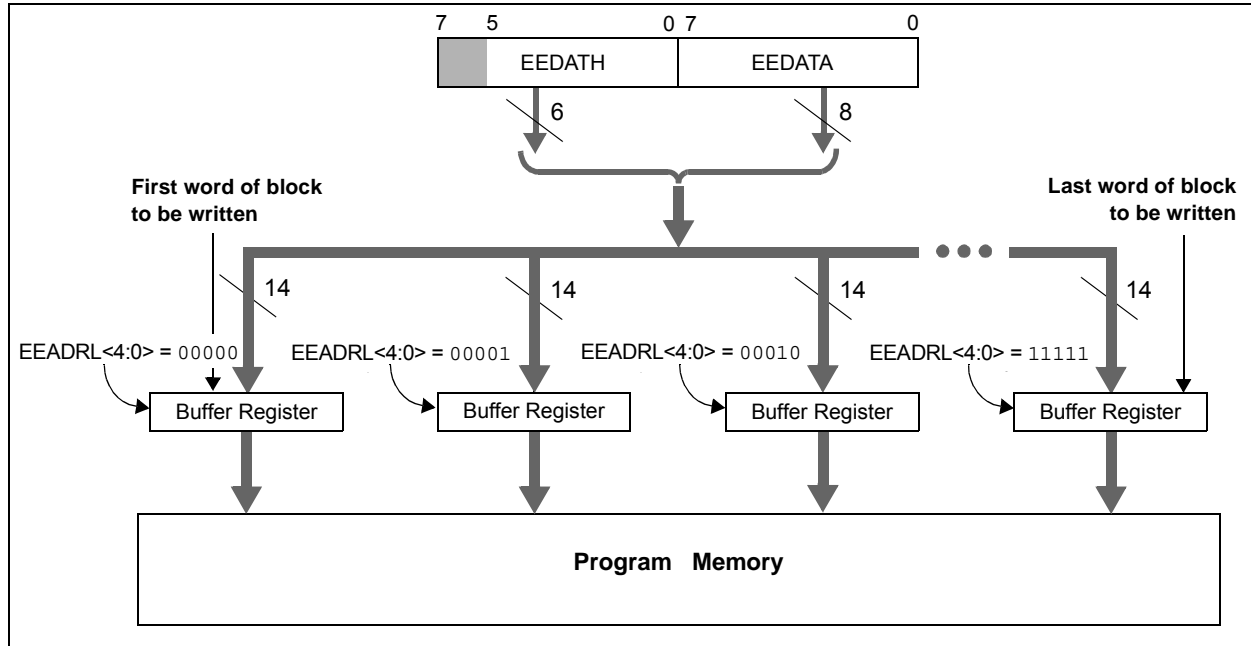 7 5 0 7 0
EEDATH EEDATA
6 8
First word of block
to be written
Last word of block
to be written
14 14 14 14
EEADRL<4:0> = 00000 EEADRL<4:0> = 00001 EEADRL<4:0> = 00010 EEADRL<4:0> = 11111
Buffer Register Buffer Register Buffer Register Buffer Register
Program Memory